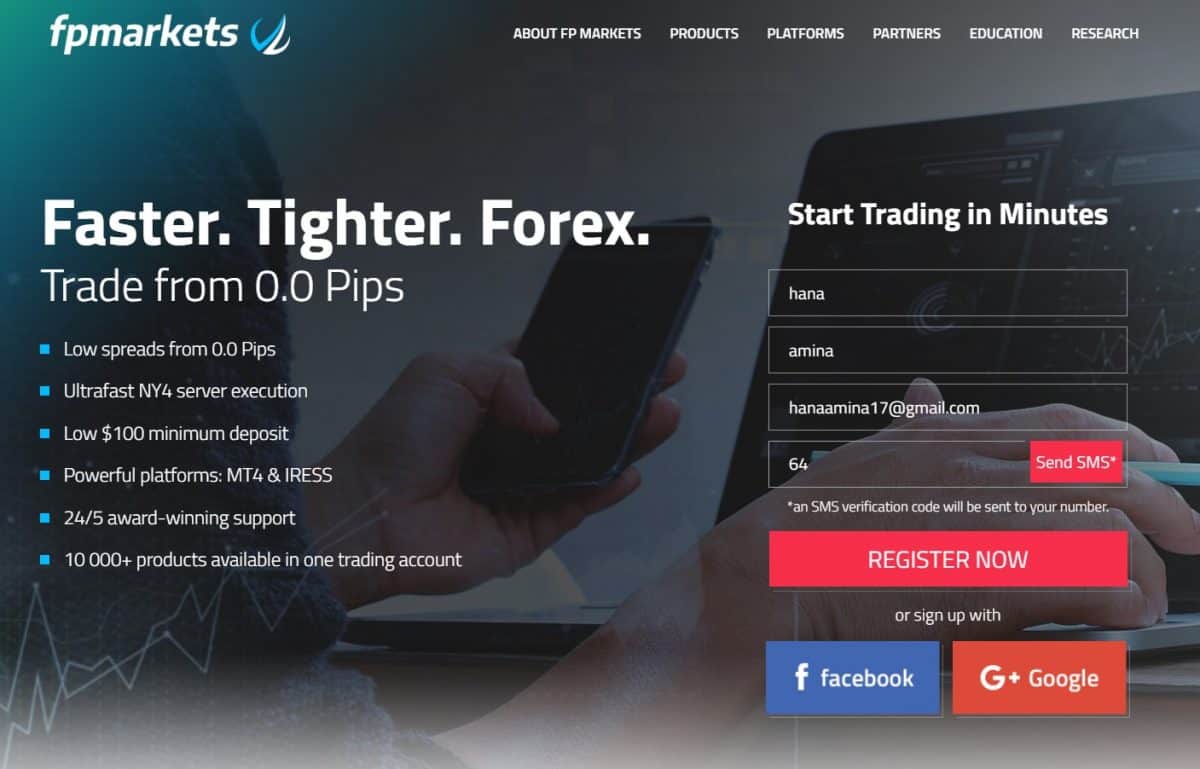 fpmarkets
ABOUT FP MARKETS PRODUCTS PLATFORMS PARTNERS EDUCATION RESEARCH
Faster. Tighter. Forex.
Trade from 0.0 Pips
Low spreads from 0.0 Pips
Ultrafast NY4 server execution
Low $100 minimum deposit
Powerful platforms: MT4 & IRESS
24/5 award-winning support
10 000+ products available in one trading account
Start Trading in Minutes
hana
amina
hanaamina17@gmail.com
64 Send SMS*
*an SMS verification code will be sent to your number.
REGISTER NOW
or sign up with
facebook G+ Google